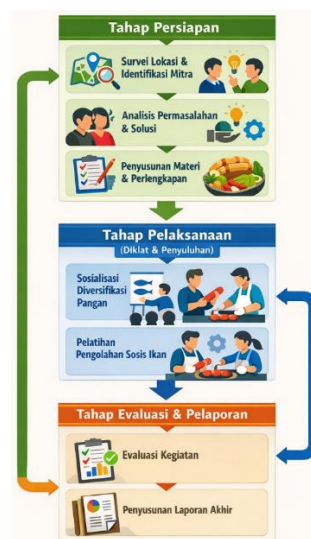 Tahap Persiapan
Survei Lokasi &
Identifikasi Mitra
Analisis Permasalahan
& Solusi
Penyusunan Materi
& Perlengkapan
Tahap Pelaksanaan
(Diklat & Penyuluhan)
Sosialisasi
Diversifikasi
Pangan
Pelatihan
Pengolahan Sosis Ikan
Tahap Evaluasi & Pelaporan
Evaluasi Kegiatan
Penyusunan Laporan Akhir